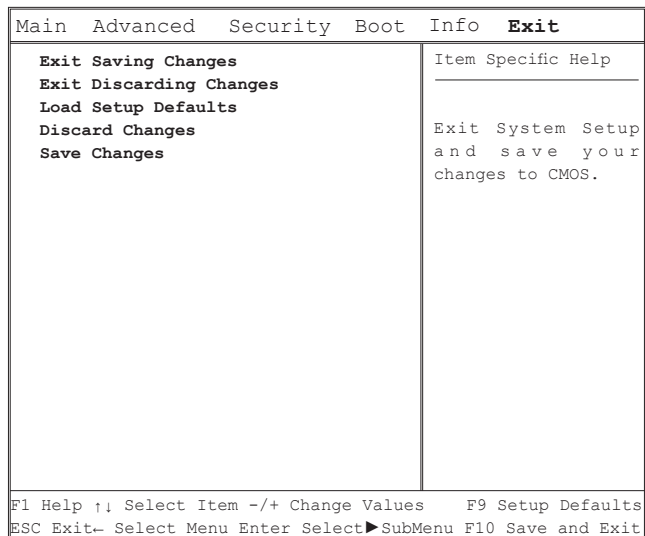 Main Advanced Security Boot Info Exit
Exit Saving Changes
Exit Discarding Changes
Load Setup Defaults
Discard Changes
Save Changes
Item Specific Help
Exit System Setup
and save your
changes to CMOS.
F1 Help ↑↓ Select Item -/+ Change Values F9 Setup Defaults
ESC Exit← Select Menu Enter Select▶SubMenu F10 Save and Exit